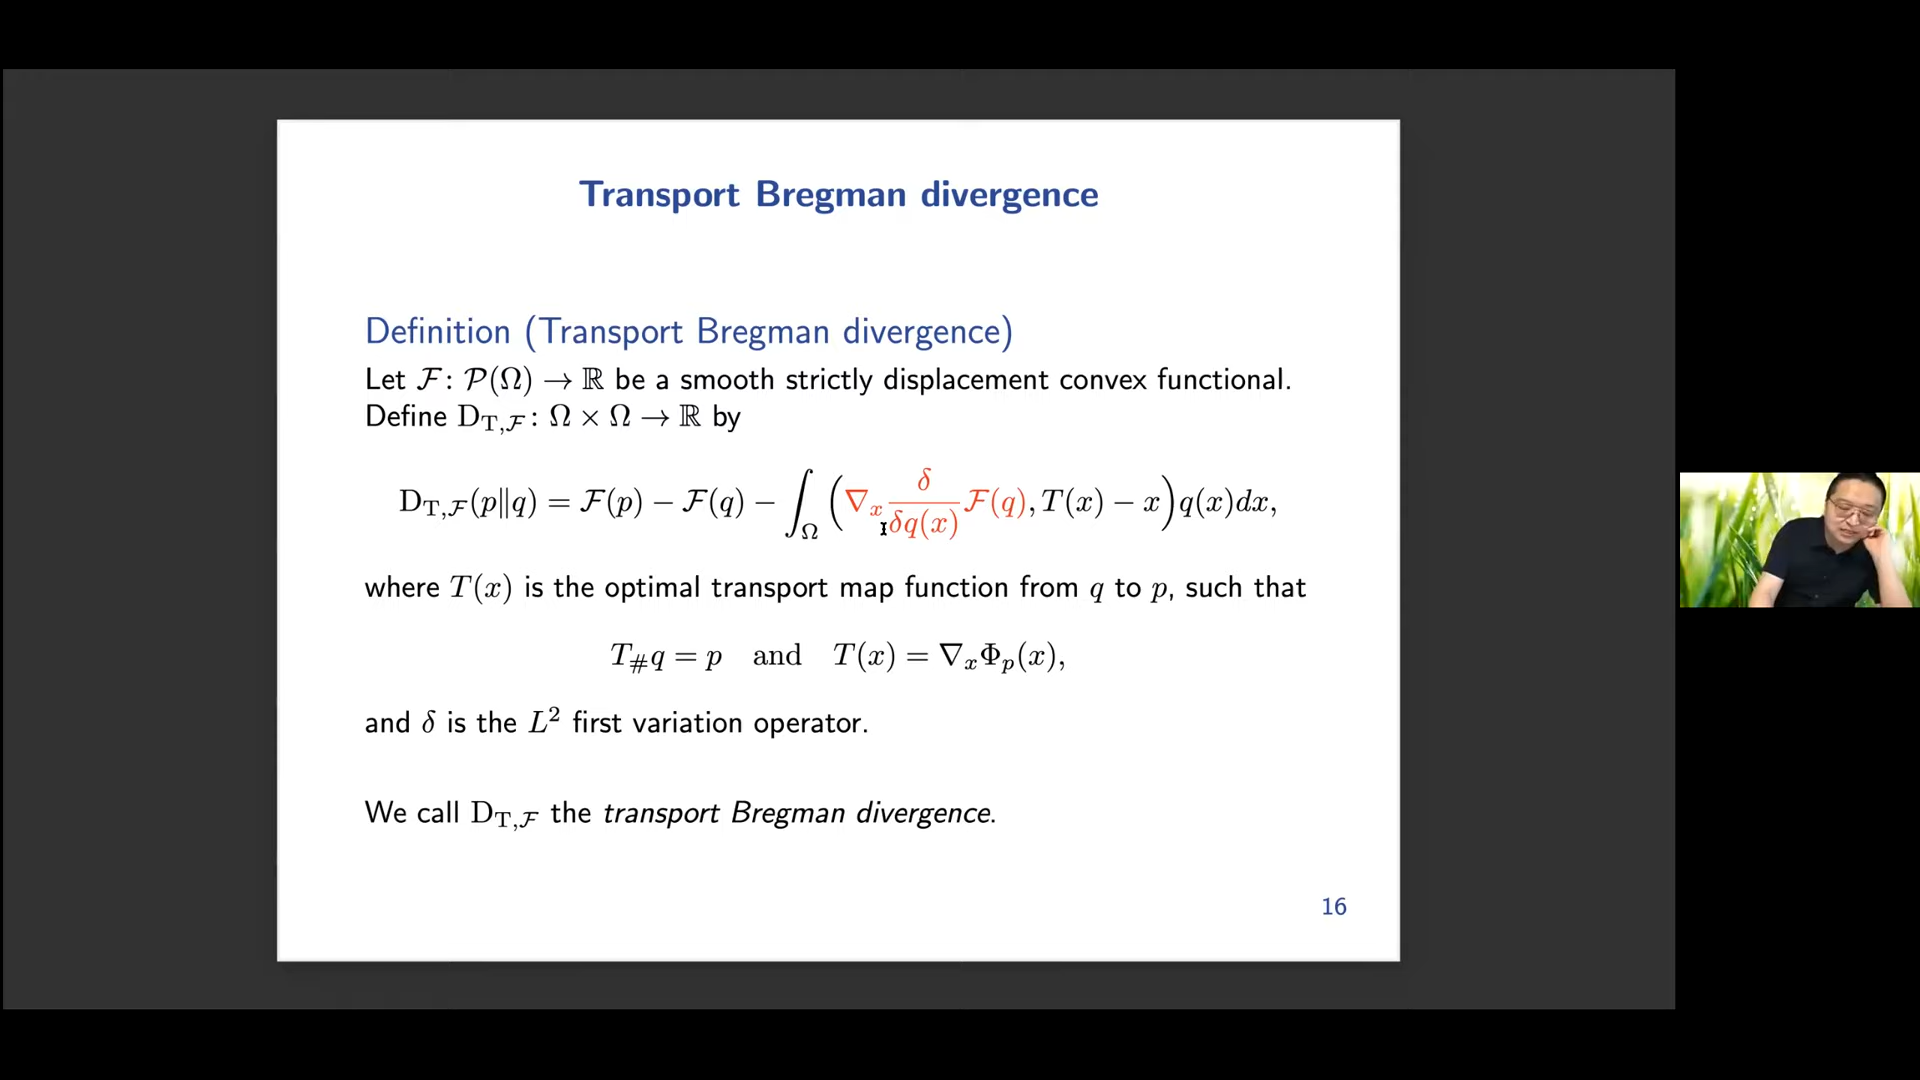 Transport Bregman divergence
Definition (Transport Bregman divergence)
Let ℱ: 𝒫(Ω) → ℝ be a smooth strictly displacement convex functional.
Define D_{T,ℱ}: Ω × Ω → ℝ by
D_{T,ℱ}(p‖q) = ℱ(p) − ℱ(q) − ∫_Ω (∇_x \frac{δ}{δq(x)} ℱ(q), T(x) − x) q(x)dx,
where T(x) is the optimal transport map function from q to p, such that
T_# q = p and T(x) = ∇_x Φ_p(x),
and δ is the L² first variation operator.
We call D_{T,ℱ} the transport Bregman divergence.
16